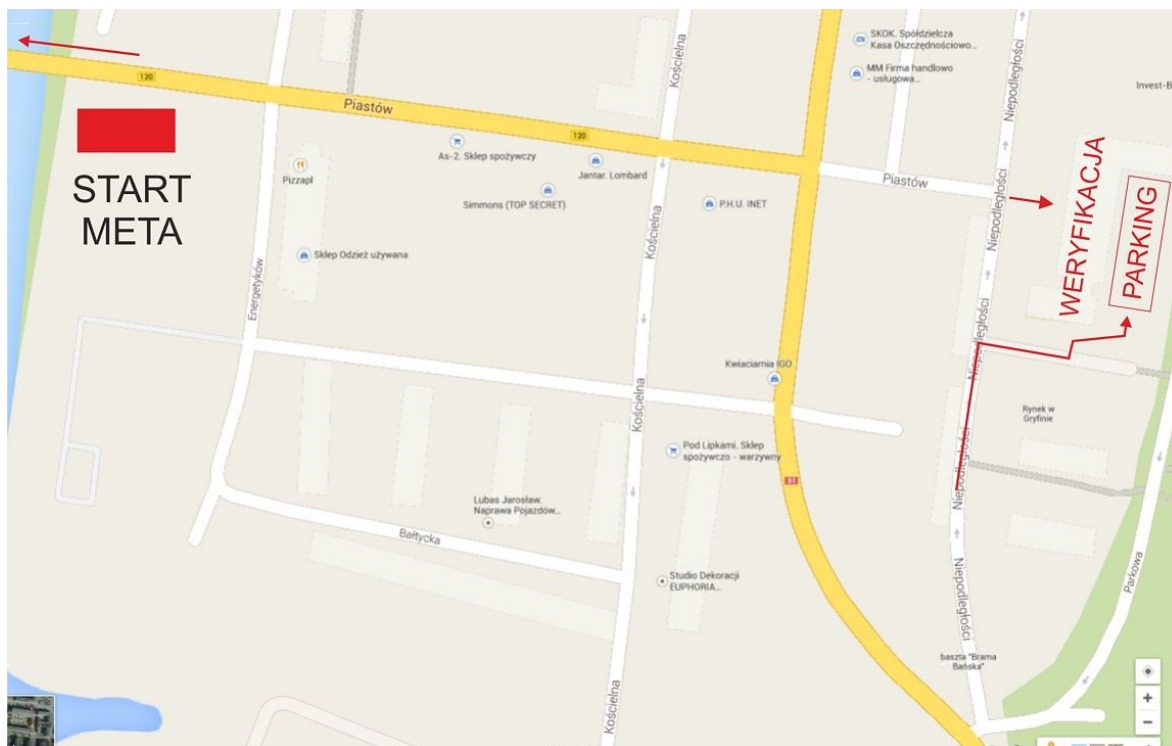 START
META
120
Piastów
120
Pizzapl
As-2. Sklep spożywczy
Jantar. Lombard
Simmons (TOP SECRET)
P.H.U. INET
Sklep Odzież używana
Energetyków
Kościelna
Kościelna
Kościelna
Kościelna
SKOK. Spółdzielcza
Kasa Oszczędnościowo...
MM Firma handlowo
- usługowa...
Piastów
Niepodległości
Niepodległości
Niepodległości
Niepodległości
Niepodległości
Niepodległości
Invest-B
WERYFIKACJA
PARKING
Kwiaciarnia IGO
Rynek w
Gryfinie
Pod Lipkami. Sklep
spożywczo - warzywny
31
Lubas Jarosław.
Naprawa Pojazdów...
Bałtycka
Studio Dekoracji
EUPHORIA...
baszta "Brama
Bańska"
Parkowa